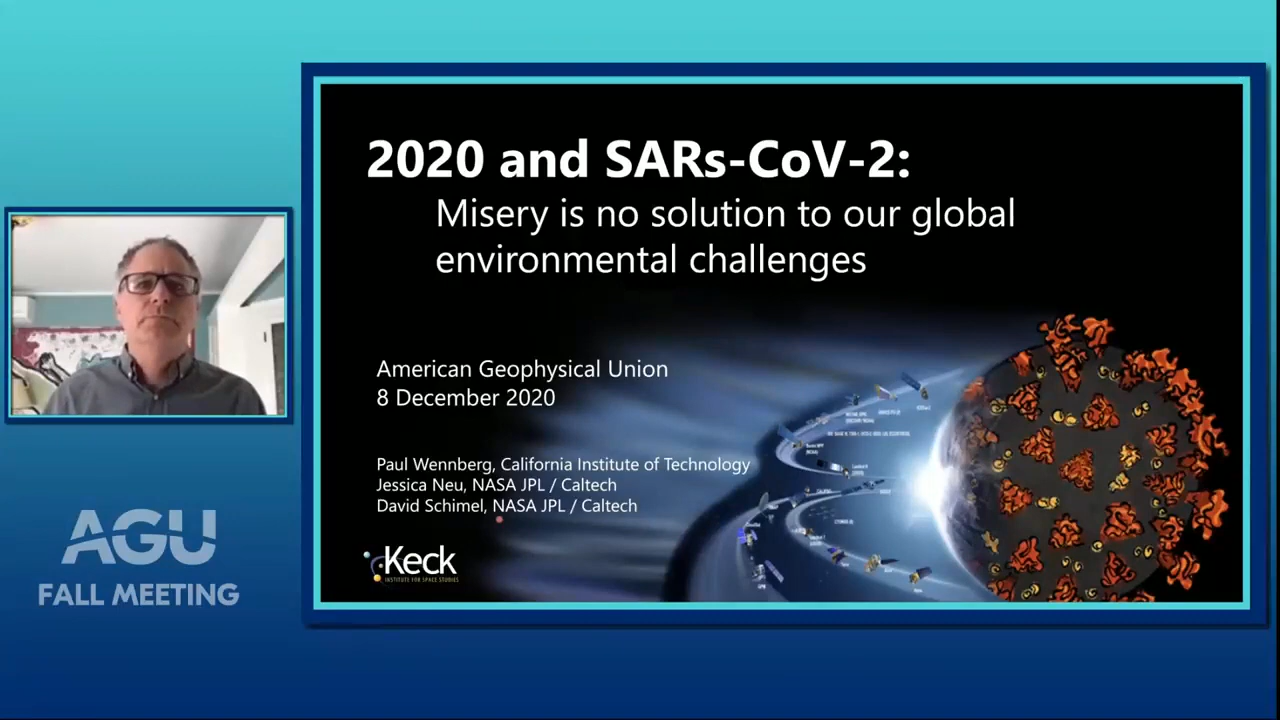 2020 and SARs-CoV-2:
Misery is no solution to our global
environmental challenges
American Geophysical Union
8 December 2020
Paul Wennberg, California Institute of Technology
Jessica Neu, NASA JPL / Caltech
David Schimel, NASA JPL / Caltech
Keck
INSTITUTE FOR SPACE STUDIES
AGU
FALL MEETING